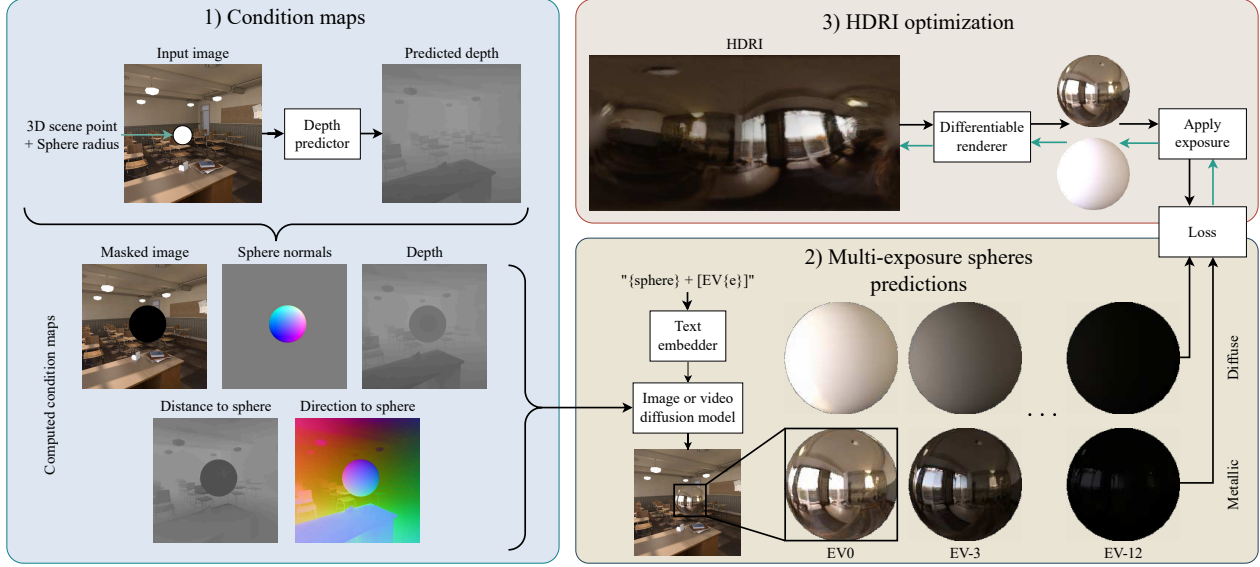 1) Condition maps
Input image
Predicted depth
3D scene point
+ Sphere radius
Depth
predictor
Masked image
Sphere normals
Depth
Computed condition maps
Distance to sphere
Direction to sphere
3) HDRI optimization
HDRI
Differentiable
renderer
Apply
exposure
Loss
2) Multi-exposure spheres
predictions
"{sphere} + [EV{e}]"
Text
embedder
Image or video
diffusion model
. . .
Diffuse
Metallic
EV0
EV-3
EV-12